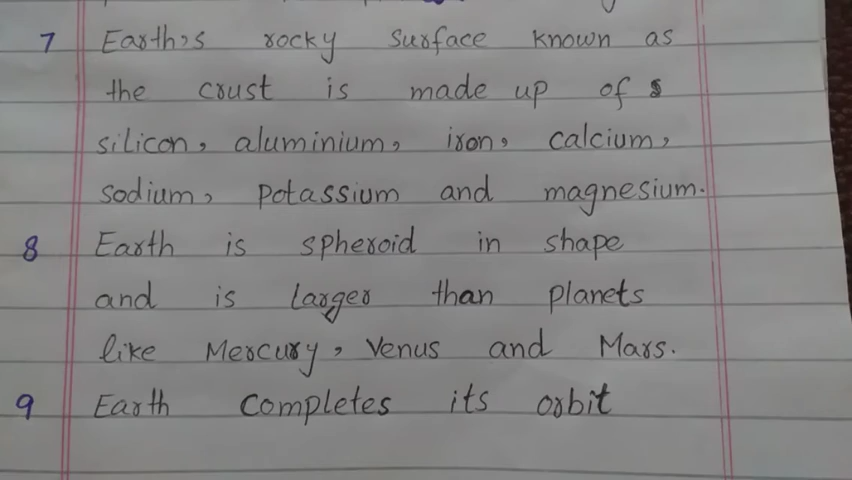 7 Earth's rocky surface known as
the crust is made up of s
silicon, aluminium, iron, calcium,
sodium, potassium and magnesium.
8 Earth is spheroid in shape
and is larger than planets
like Mercury, Venus and Mars.
9 Earth completes its orbit